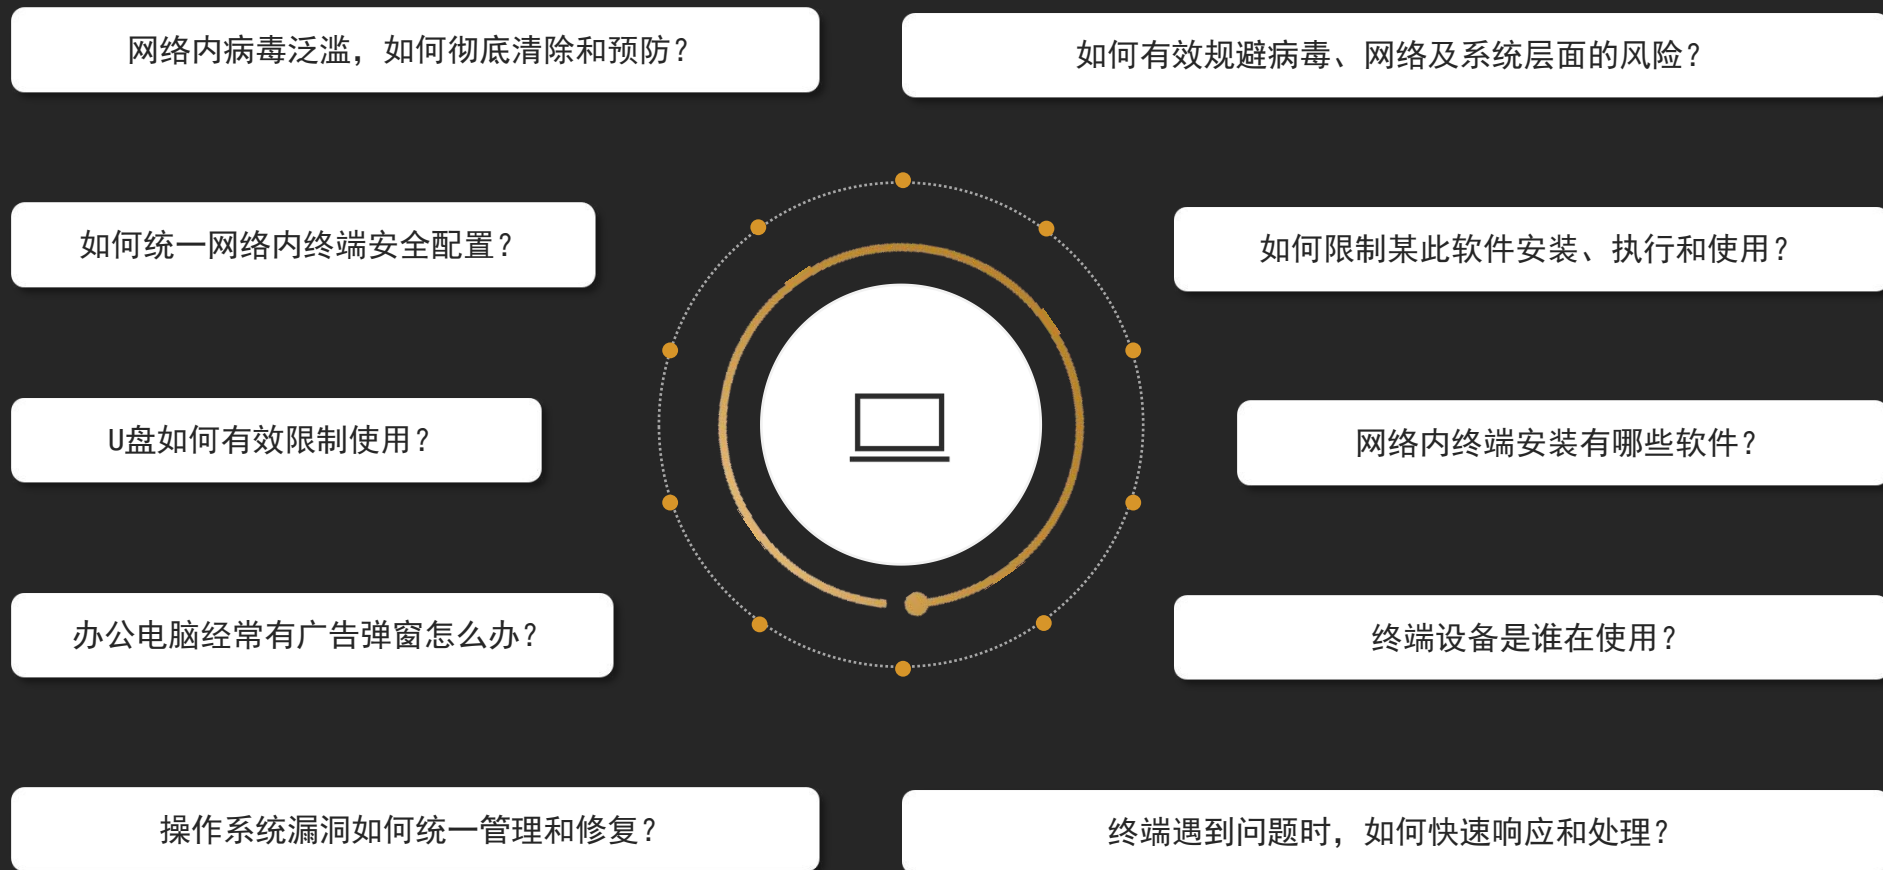 网络内病毒泛滥，如何彻底清除和预防？
如何有效规避病毒、网络及系统层面的风险？
如何统一网络内终端安全配置？
如何限制某此软件安装、执行和使用？
U盘如何有效限制使用？
网络内终端安装有哪些软件？
办公电脑经常有广告弹窗怎么办？
终端设备是谁在使用？
操作系统漏洞如何统一管理和修复？
终端遇到问题时，如何快速响应和处理？